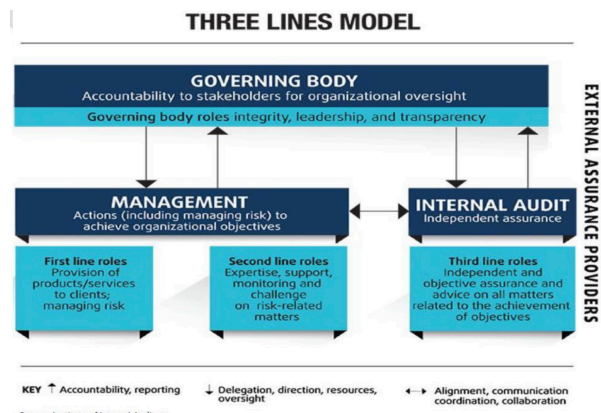 THREE LINES MODEL
GOVERNING BODY
Accountability to stakeholders for organizational oversight
Governing body roles integrity, leadership, and transparency
MANAGEMENT
Actions (including managing risk) to
achieve organizational objectives
INTERNAL AUDIT
Independent assurance
First line roles
Provision of
products/services
to clients;
managing risk
Second line roles
Expertise, support,
monitoring and
challenge
on risk-related
matters
Third line roles
Independent and
objective assurance and
advice on all matters
related to the achievement
of objectives
EXTERNAL ASSURANCE PROVIDERS
KEY ↑ Accountability, reporting
↓ Delegation, direction, resources,
oversight
↔ Alignment, communication
coordination, collaboration